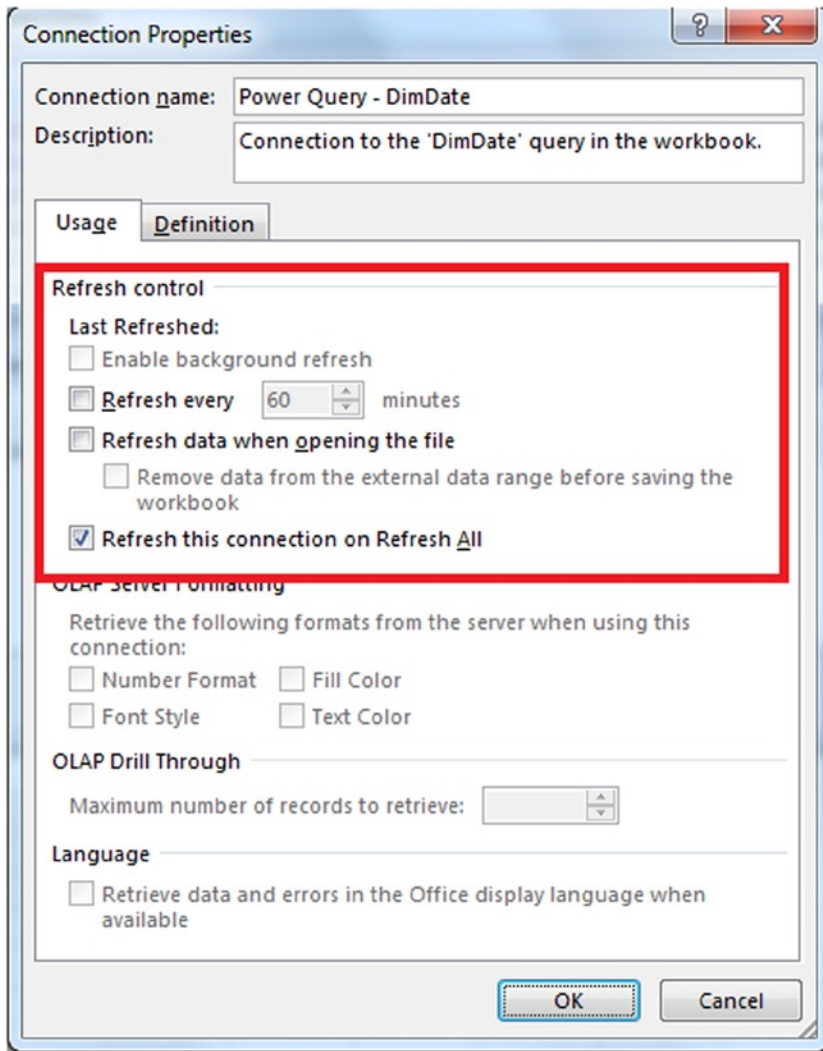 Connection Properties
?
X
Connection name: Power Query - DimDate
Description: Connection to the 'DimDate' query in the workbook.
Usage Definition
Refresh control
Last Refreshed:
Enable background refresh
Refresh every 60 minutes
Refresh data when opening the file
Remove data from the external data range before saving the
workbook
Refresh this connection on Refresh All
OLAP Server Formatting
Retrieve the following formats from the server when using this
connection:
Number Format Fill Color
Font Style Text Color
OLAP Drill Through
Maximum number of records to retrieve:
Language
Retrieve data and errors in the Office display language when
available
OK Cancel